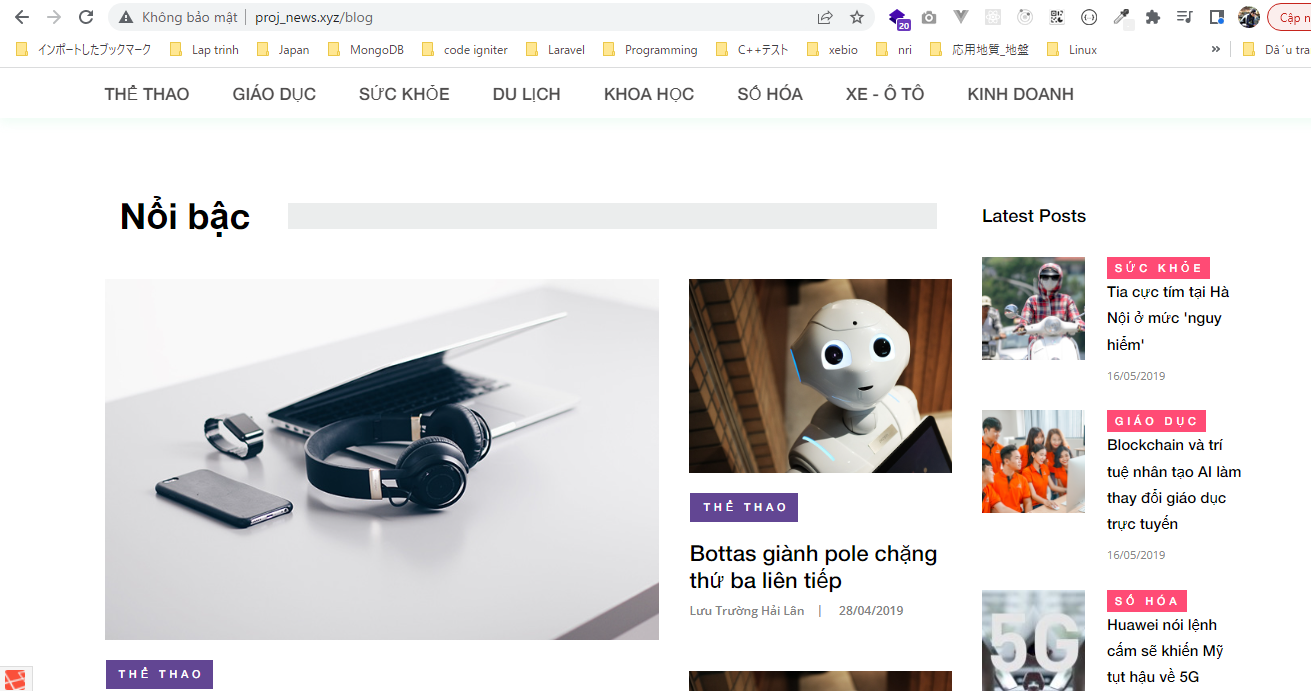 Không bảo mật | proj_news.xyz/blog
20
Cập n
インポートしたブックマーク Lap trinh Japan MongoDB code igniter Laravel Programming C++テスト xebio nri 応用地質_地盤 Linux » Dấu tra
THỂ THAO GIÁO DỤC SỨC KHỎE DU LỊCH KHOA HỌC SỐ HÓA XE - Ô TÔ KINH DOANH
Nổi bậc
Latest Posts
SỨC KHỎE
Tia cực tím tại Hà
Nội ở mức 'nguy
hiểm'
16/05/2019
GIÁO DỤC
Blockchain và trí
tuệ nhân tạo AI làm
thay đổi giáo dục
trực tuyến
16/05/2019
5G
SỐ HÓA
Huawei nói lệnh
cấm sẽ khiến Mỹ
tụt hậu về 5G
THỂ THAO
Bottas giành pole chặng
thứ ba liên tiếp
Lưu Trường Hải Lân | 28/04/2019
THỂ THAO